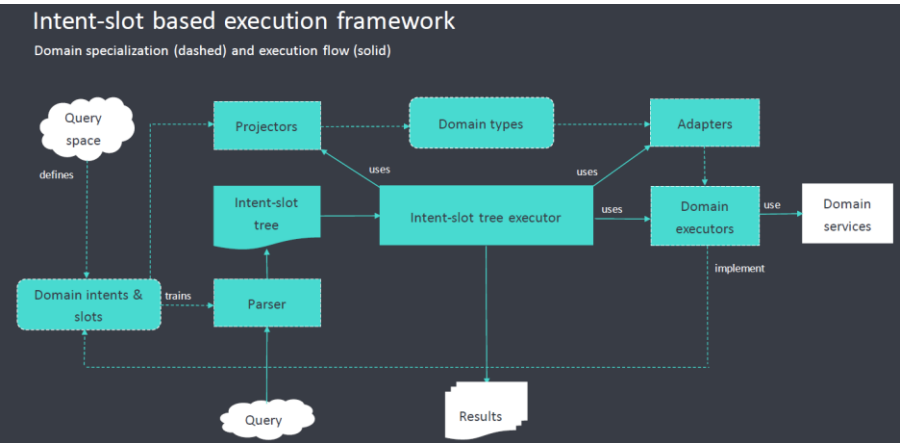 Intent-slot based execution framework
Domain specialization (dashed) and execution flow (solid)
Query
space
defines
Projectors
Domain types
Adapters
uses
uses
Intent-slot
tree
Intent-slot tree executor
uses
Domain
executors
use
Domain
services
implement
Domain intents &
slots
trains
Parser
Query
Results